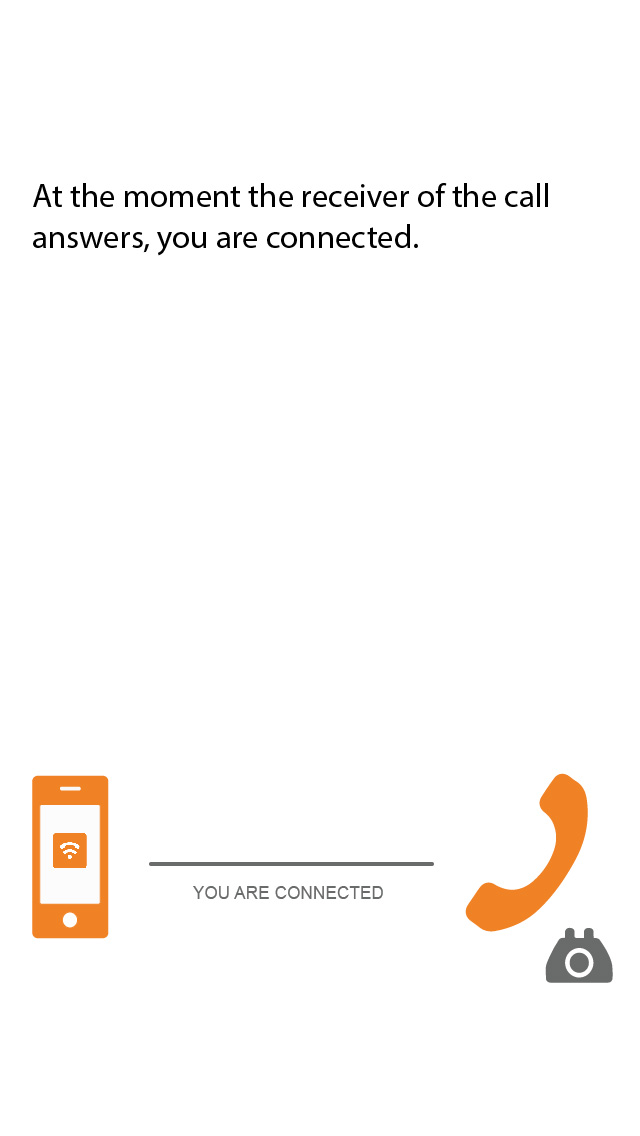 At the moment the receiver of the call
answers, you are connected.
YOU ARE CONNECTED